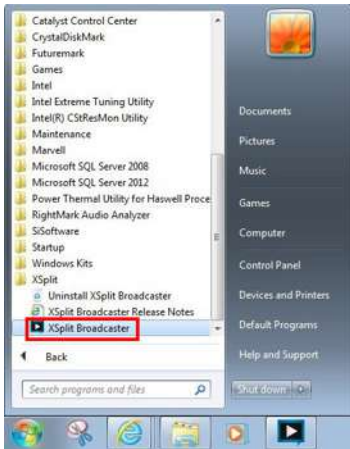 Catalyst Control Center
CrystalDiskMark
Futuremark
Games
Intel
Intel Extreme Tuning Utility
Intel(R) CStResMon Utility
Maintenance
Marvell
Microsoft SQL Server 2008
Microsoft SQL Server 2012
Power Thermal Utility for Haswell Proce
RightMark Audio Analyzer
SiSoftware
Startup
Windows Kits
XSplit
Uninstall XSplit Broadcaster
XSplit Broadcaster Release Notes
XSplit Broadcaster
Back
Search programs and files
Documents
Pictures
Music
Games
Computer
Control Panel
Devices and Printers
Default Programs
Help and Support
Shut down